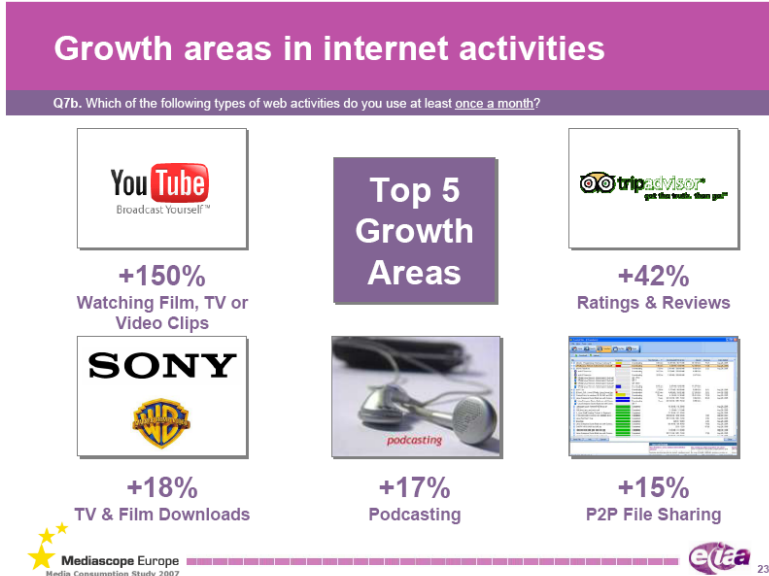 Growth areas in internet activities
Q7b. Which of the following types of web activities do you use at least once a month?
YouTube
Broadcast Yourself™
Top 5
Growth
Areas
tripadvisor®
get the truth. then go!™
+150%
Watching Film, TV or
Video Clips
+42%
Ratings & Reviews
SONY
WB
podcasting
+18%
TV & Film Downloads
+17%
Podcasting
+15%
P2P File Sharing
Mediascope Europe
Media Consumption Study 2007
eiaa
23